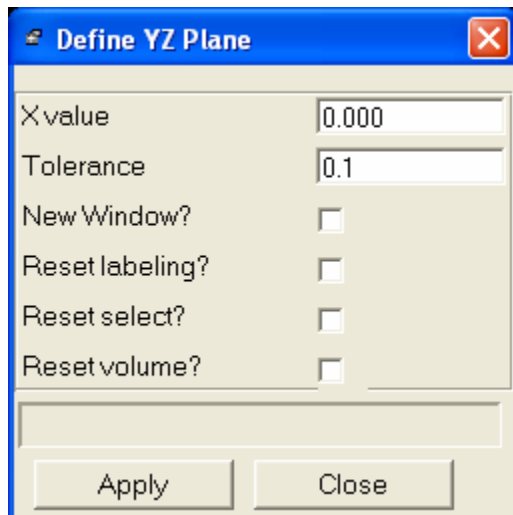 Define YZ Plane
X value 0.000
Tolerance 0.1
New Window?
Reset labeling?
Reset select?
Reset volume?
Apply Close